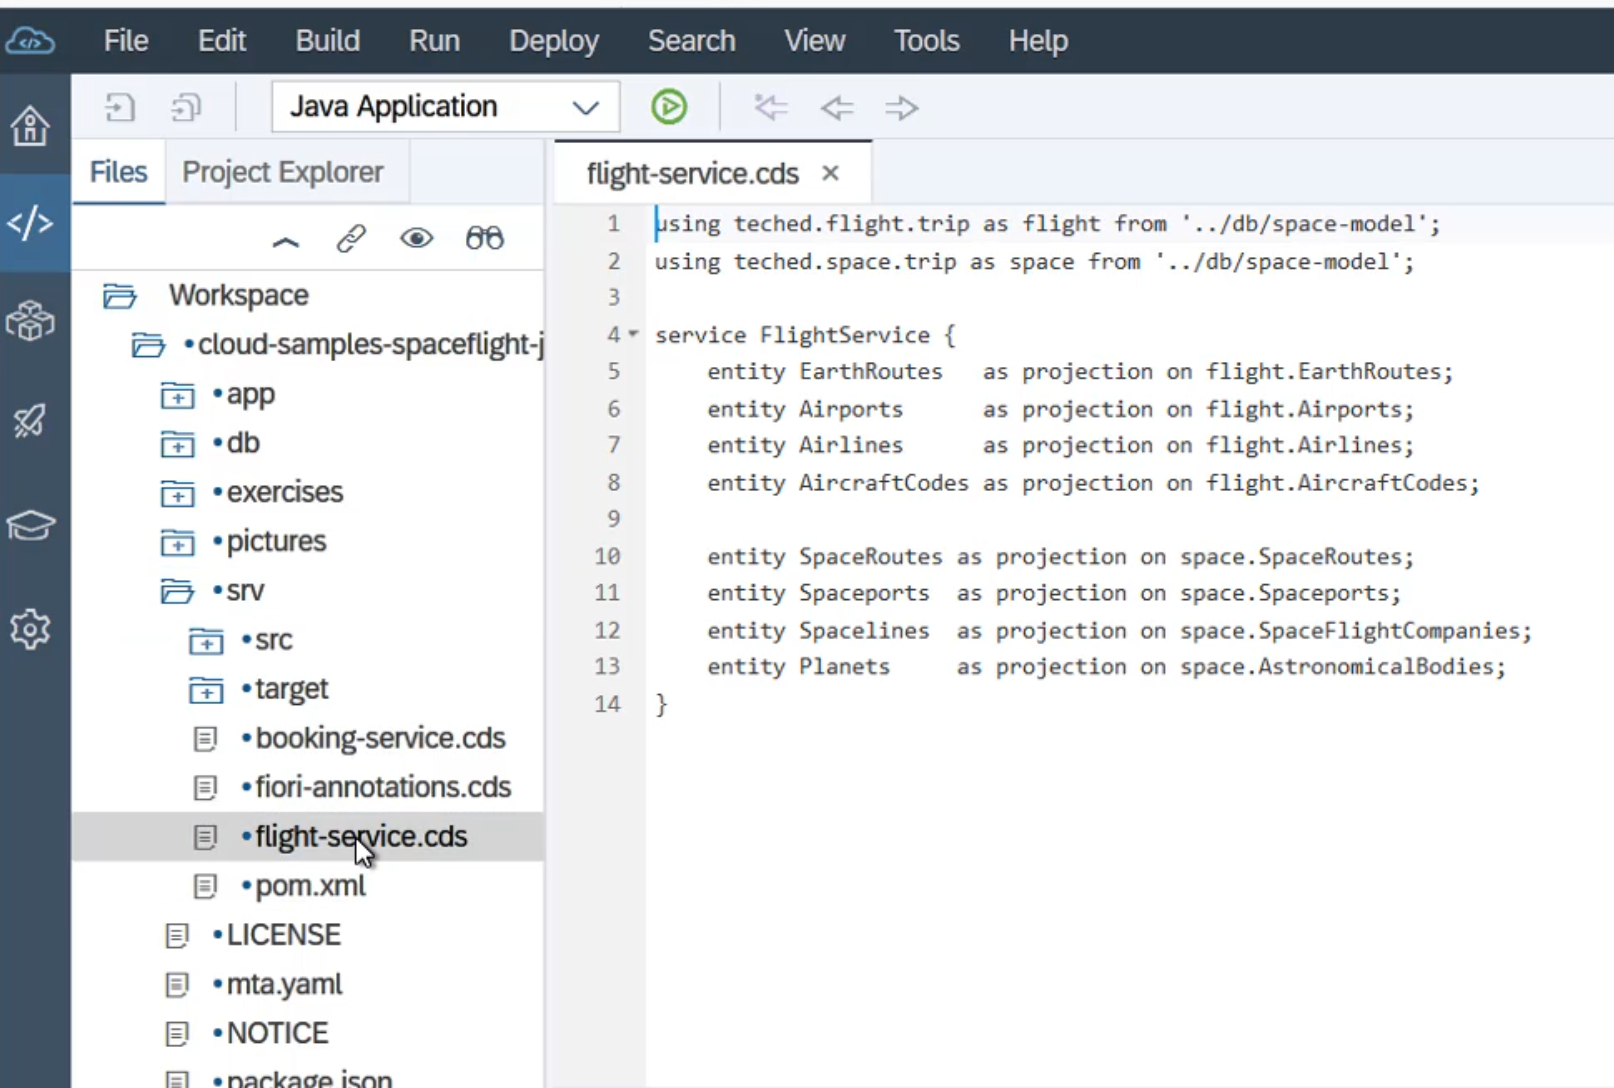 File Edit Build Run Deploy Search View Tools Help
Java Application
Files Project Explorer
flight-service.cds ×
Workspace
•cloud-samples-spaceflight-j
•app
•db
•exercises
•pictures
•srv
•src
•target
•booking-service.cds
•fiori-annotations.cds
•flight-service.cds
•pom.xml
•LICENSE
•mta.yaml
•NOTICE
•package.json
1 using teched.flight.trip as flight from '../db/space-model';
2 using teched.space.trip as space from '../db/space-model';
3
4 service FlightService {
5     entity EarthRoutes   as projection on flight.EarthRoutes;
6     entity Airports      as projection on flight.Airports;
7     entity Airlines      as projection on flight.Airlines;
8     entity AircraftCodes as projection on flight.AircraftCodes;
9
10     entity SpaceRoutes as projection on space.SpaceRoutes;
11     entity Spaceports  as projection on space.Spaceports;
12     entity Spacelines  as projection on space.SpaceFlightCompanies;
13     entity Planets     as projection on space.AstronomicalBodies;
14 }